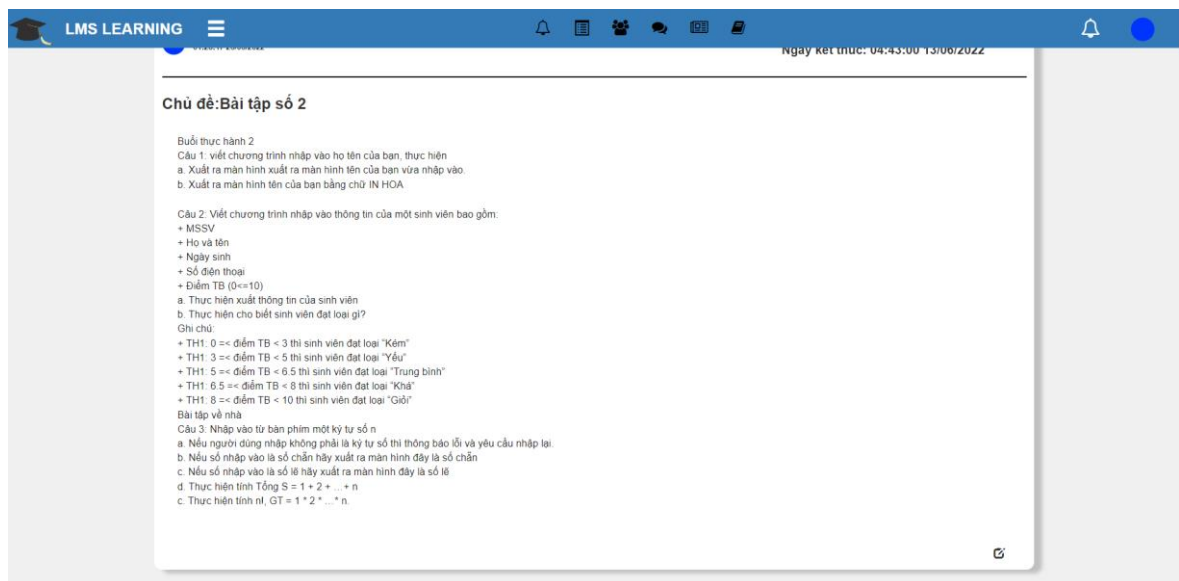 LMS LEARNING
Ngày kết thúc: 04:43:00 13/06/2022
Chủ đề:Bài tập số 2
Buổi thực hành 2
Câu 1: viết chương trình nhập vào họ tên của bạn, thực hiện
a. Xuất ra màn hình xuất ra màn hình tên của bạn vừa nhập vào.
b. Xuất ra màn hình tên của bạn bằng chữ IN HOA
Câu 2: Viết chương trình nhập vào thông tin của một sinh viên bao gồm:
+ MSSV
+ Họ và tên
+ Ngày sinh
+ Số điện thoại
+ Điểm TB (0<=10)
a. Thực hiện xuất thông tin của sinh viên
b. Thực hiện cho biết sinh viên đạt loại gì?
Ghi chú:
+ TH1: 0 =< điểm TB < 3 thì sinh viên đạt loại "Kém"
+ TH1: 3 =< điểm TB < 5 thì sinh viên đạt loại "Yếu"
+ TH1: 5 =< điểm TB < 6.5 thì sinh viên đạt loại "Trung bình"
+ TH1: 6.5 =< điểm TB < 8 thì sinh viên đạt loại "Khá"
+ TH1: 8 =< điểm TB < 10 thì sinh viên đạt loại "Giỏi"
Bài tập về nhà
Câu 3: Nhập vào từ bàn phím một ký tự số n
a. Nếu người dùng nhập không phải là ký tự số thì thông báo lỗi và yêu cầu nhập lại.
b. Nếu số nhập vào là số chẵn hãy xuất ra màn hình đây là số chẵn
c. Nếu số nhập vào là số lẽ hãy xuất ra màn hình đây là số lẽ
d. Thực hiện tính Tổng S = 1 + 2 + ...+ n
c. Thực hiện tính n!, GT = 1 * 2 * ...* n.